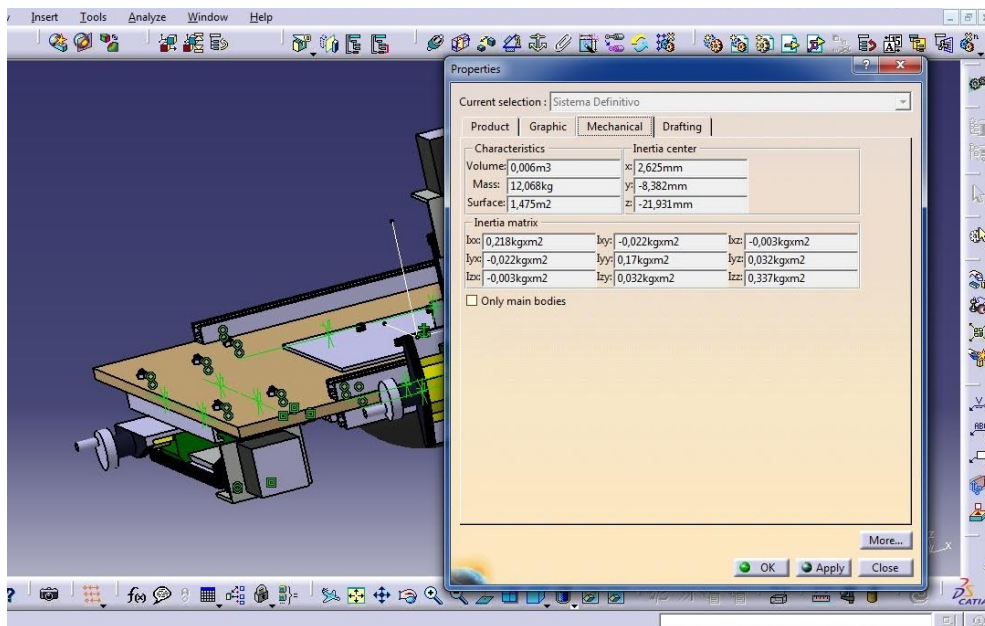 Insert Tools Analyze Window Help
Properties
Current selection : Sistema Definitivo
Product Graphic Mechanical Drafting
Characteristics Inertia center
Volume: 0,006m3 x: 2,625mm
Mass: 12,068kg y: -8,382mm
Surface: 1,475m2 z: -21,931mm
Inertia matrix
Ixx: 0,218kgxm2 Ixy: -0,022kgxm2 Ixz: -0,003kgxm2
Iyx: -0,022kgxm2 Iyy: 0,17kgxm2 Iyz: 0,032kgxm2
Izx: -0,003kgxm2 Izy: 0,032kgxm2 Izz: 0,337kgxm2
Only main bodies
More...
OK Apply Close
f(x)
CATIA